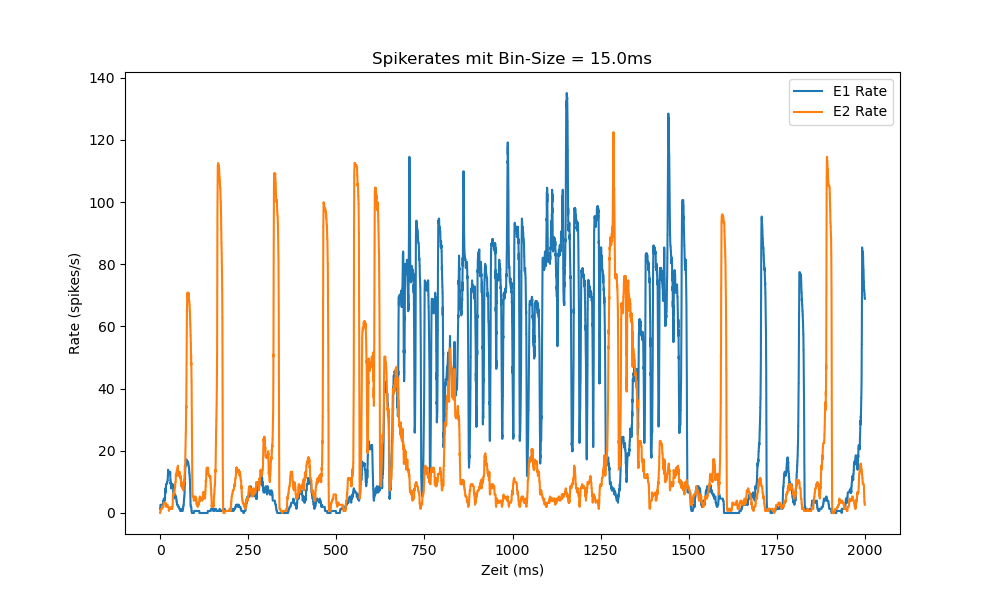 Spikerates mit Bin-Size = 15.0ms
E1 Rate
E2 Rate
140
120
100
80
60
40
20
0
Rate (spikes/s)
0 250 500 750 1000 1250 1500 1750 2000
Zeit (ms)